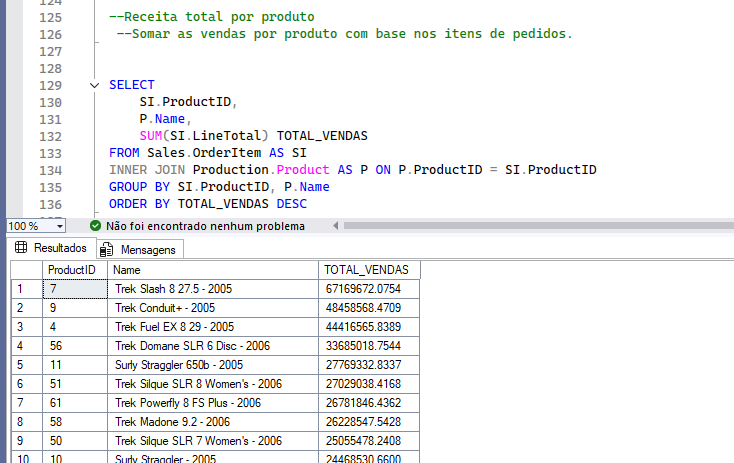 124
125 --Receita total por produto
126 --Somar as vendas por produto com base nos itens de pedidos.
127
128
129 SELECT
130 SI.ProductID,
131 P.Name,
132 SUM(SI.LineTotal) TOTAL_VENDAS
133 FROM Sales.OrderItem AS SI
134 INNER JOIN Production.Product AS P ON P.ProductID = SI.ProductID
135 GROUP BY SI.ProductID, P.Name
136 ORDER BY TOTAL_VENDAS DESC
100 % Não foi encontrado nenhum problema
Resultados Mensagens
ProductID Name TOTAL_VENDAS
1 7 Trek Slash 8 27.5 - 2005 67169672.0754
2 9 Trek Conduit+ - 2005 48458568.4709
3 4 Trek Fuel EX 8 29 - 2005 44416565.8389
4 56 Trek Domane SLR 6 Disc - 2006 33685018.7544
5 11 Surly Straggler 650b - 2005 27769332.8337
6 51 Trek Silque SLR 8 Women's - 2006 27029038.4168
7 61 Trek Powerfly 8 FS Plus - 2006 26781846.4362
8 58 Trek Madone 9.2 - 2006 26228547.5428
9 50 Trek Silque SLR 7 Women's - 2006 25055478.2408
10 10 Surly Straggler - 2005 24468530.6600